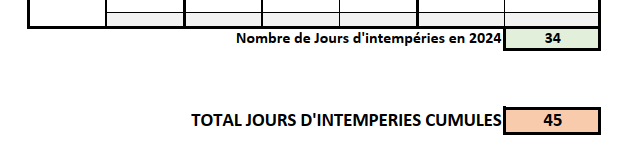 Nombre de Jours d'intempéries en 2024 34
TOTAL JOURS D'INTEMPERIES CUMULES 45